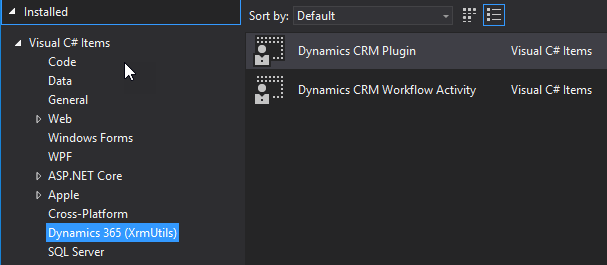 Installed
Sort by: Default
Visual C# Items
Code
Data
General
Web
Windows Forms
WPF
ASP.NET Core
Apple
Cross-Platform
Dynamics 365 (XrmUtils)
SQL Server
Dynamics CRM Plugin Visual C# Items
Dynamics CRM Workflow Activity Visual C# Items